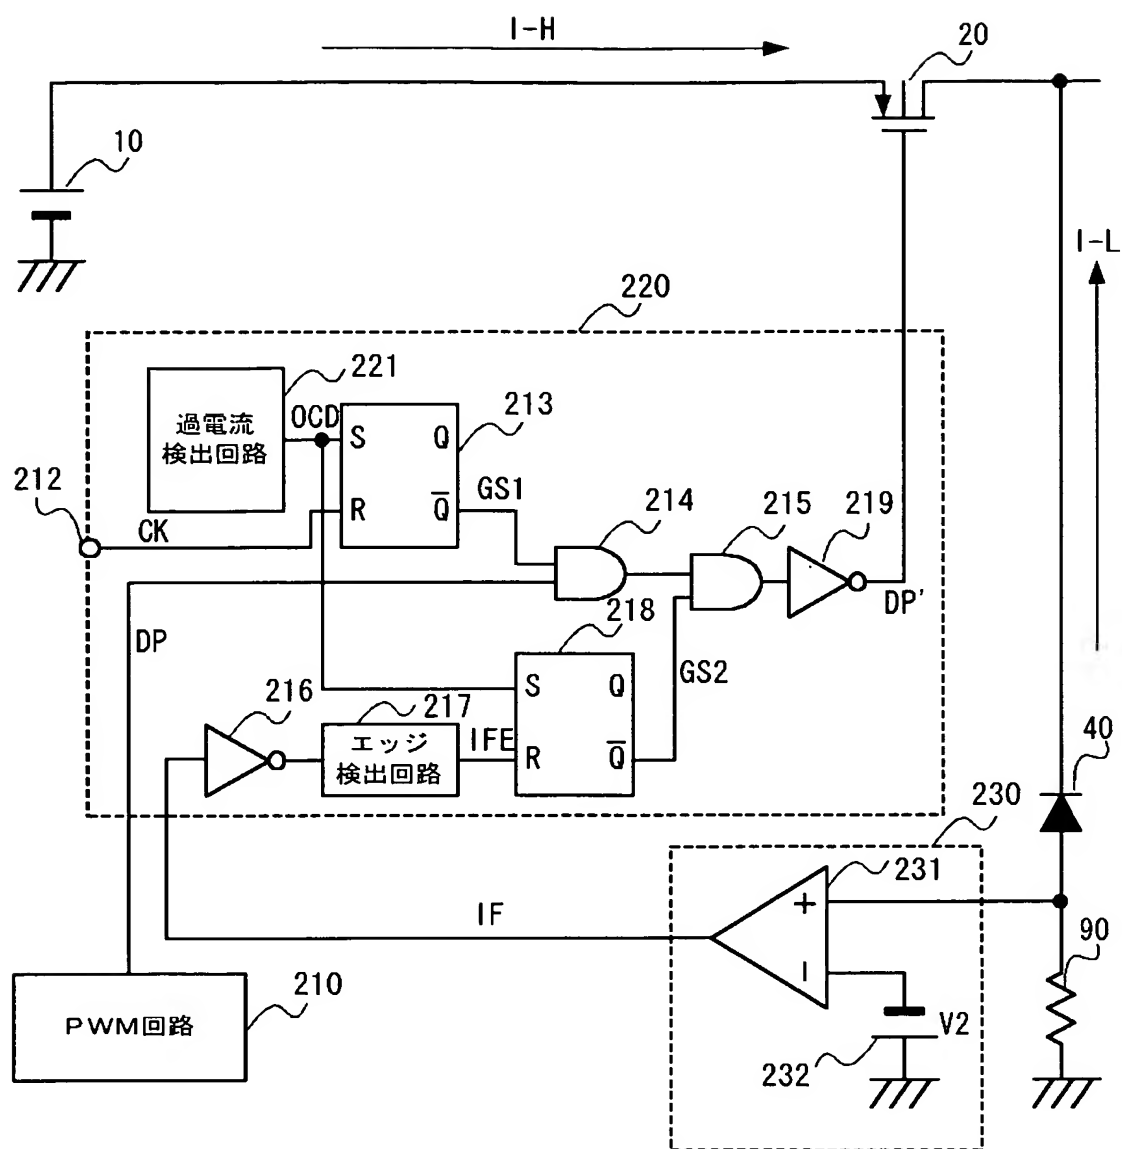 I-H
20
10
I-L
220
221
過電流
検出回路
OCD
S
Q
213
R
Q̅
GS1
212
CK
214
215
219
DP'
DP
218
GS2
S
Q
216
217
エッジ
検出回路
IFE
R
Q̅
40
230
231
+
IF
−
90
210
PWM回路
V2
232